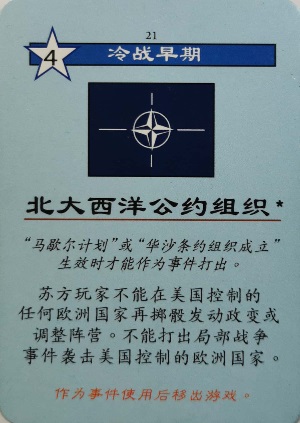 21
4
冷战早期
北大西洋公约组织*
“马歇尔计划”或“华沙条约组织成立”
生效时才能作为事件打出。
苏方玩家不能在美国控制的
任何欧洲国家再掷骰发动政变或
调整阵营。不能打出局部战争
事件袭击美国控制的欧洲国家。
作为事件使用后移出游戏。